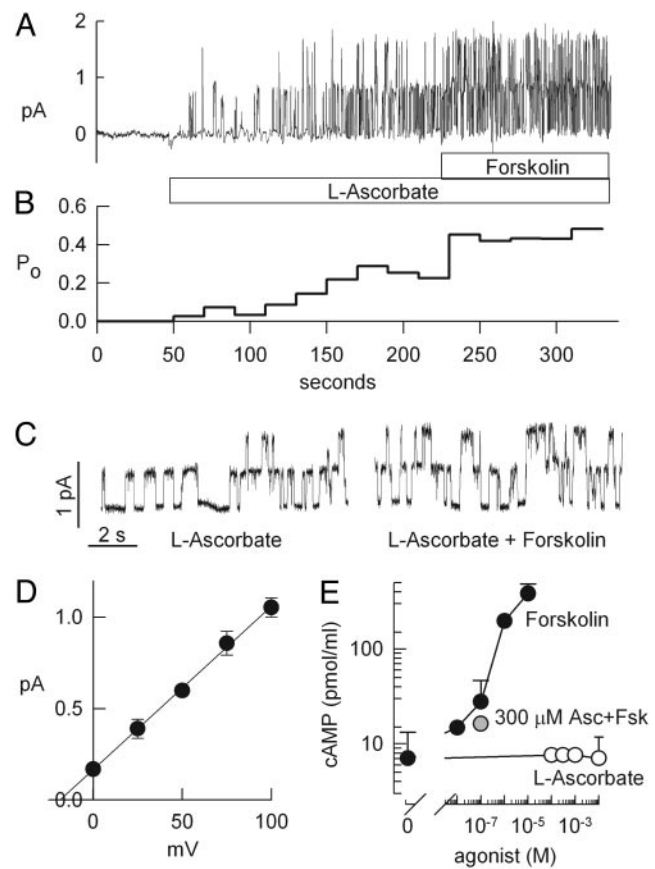 A
2
1
pA
0
Forskolin
L-Ascorbate
B
0.6
0.4
Po
0.2
0.0
0 50 100 150 200 250 300
seconds
C
1 pA
2 s
L-Ascorbate
L-Ascorbate + Forskolin
D
1.0
pA
0.5
0.0
0 50 100
mV
E
cAMP (pmol/ml)
100
10
Forskolin
300 μM Asc+Fsk
L-Ascorbate
0 10⁻⁷ 10⁻⁵ 10⁻³
agonist (M)